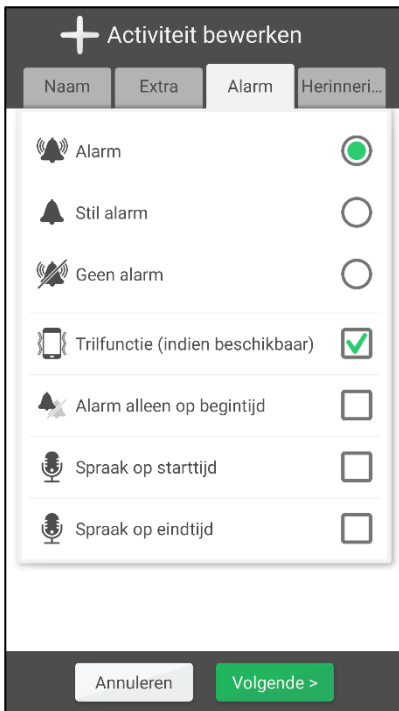 Activiteit bewerken
Naam
Extra
Alarm
Herinneri...
Alarm
Stil alarm
Geen alarm
Trilfunctie (indien beschikbaar)
Alarm alleen op begintijd
Spraak op starttijd
Spraak op eindtijd
Annuleren
Volgende >